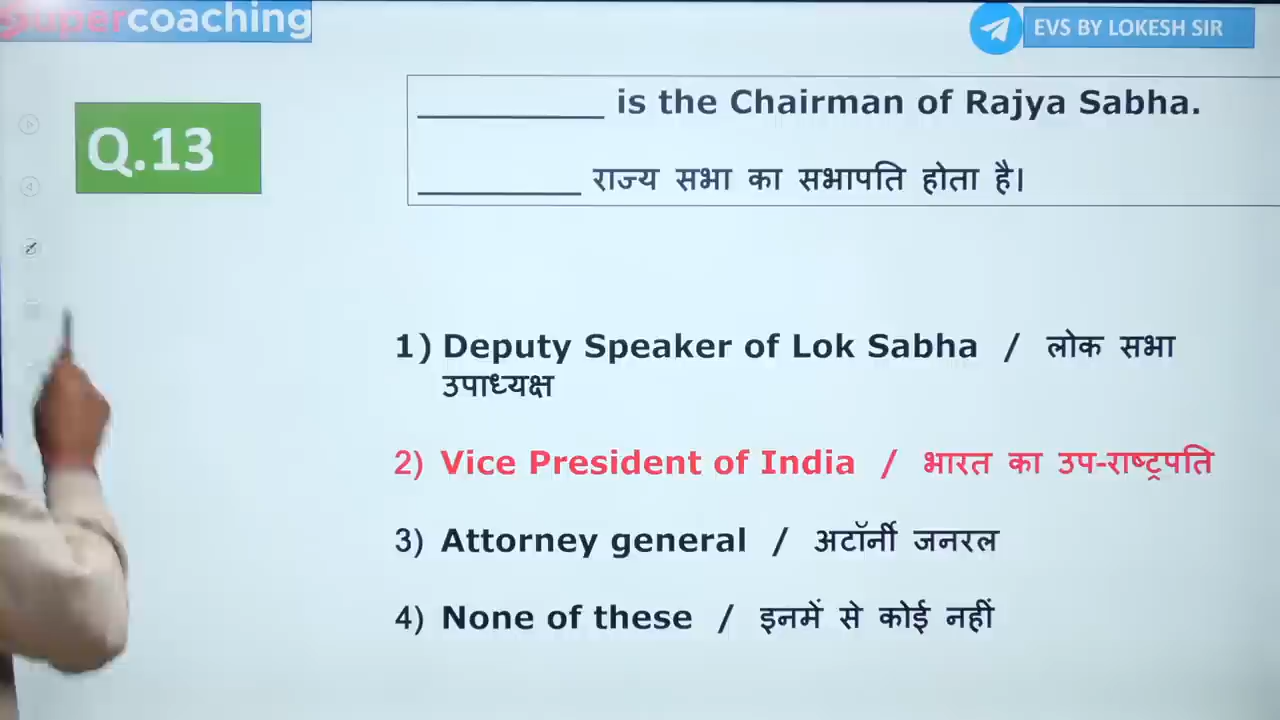 Supercoaching
EVS BY LOKESH SIR
Q.13
__________ is the Chairman of Rajya Sabha.
_________ राज्य सभा का सभापति होता है।
1) Deputy Speaker of Lok Sabha / लोक सभा
उपाध्यक्ष
2) Vice President of India / भारत का उप-राष्ट्रपति
3) Attorney general / अटॉर्नी जनरल
4) None of these / इनमें से कोई नहीं